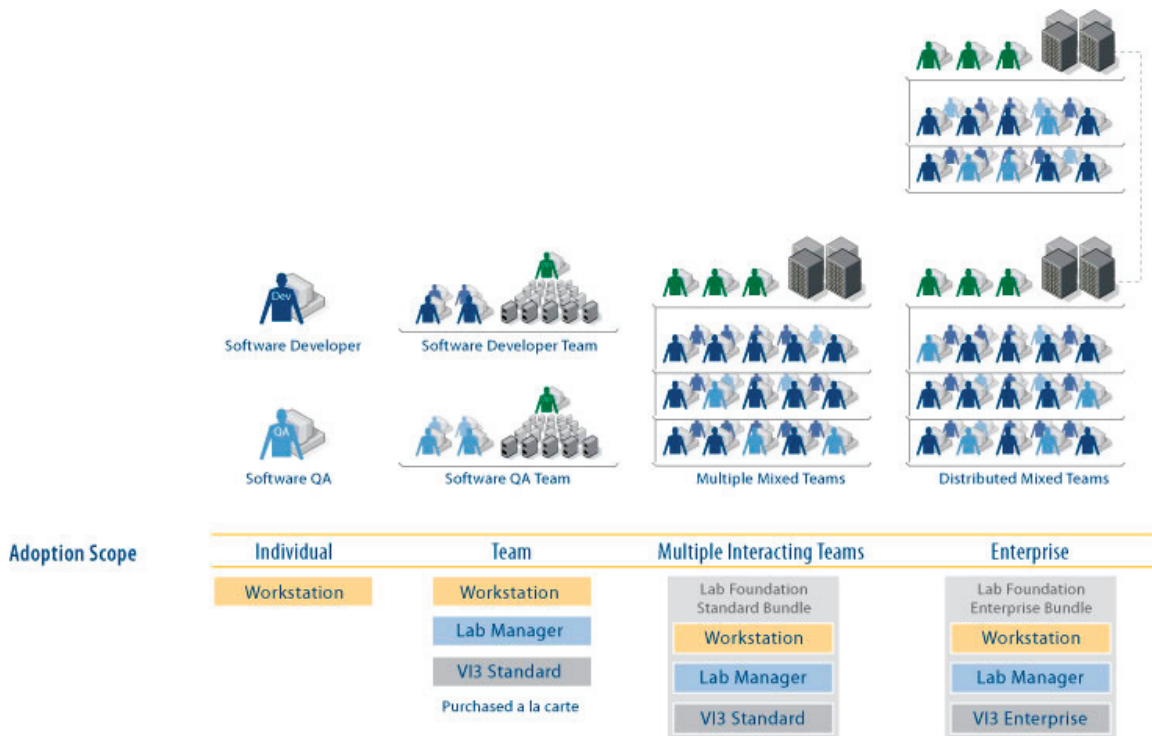 Dev
Software Developer
Software Developer Team
QA
Software QA
Software QA Team
Multiple Mixed Teams
Distributed Mixed Teams
Adoption Scope
Individual
Team
Multiple Interacting Teams
Enterprise
Workstation
Workstation
Lab Manager
VI3 Standard
Purchased a la carte
Lab Foundation
Standard Bundle
Workstation
Lab Manager
VI3 Standard
Lab Foundation
Enterprise Bundle
Workstation
Lab Manager
VI3 Enterprise